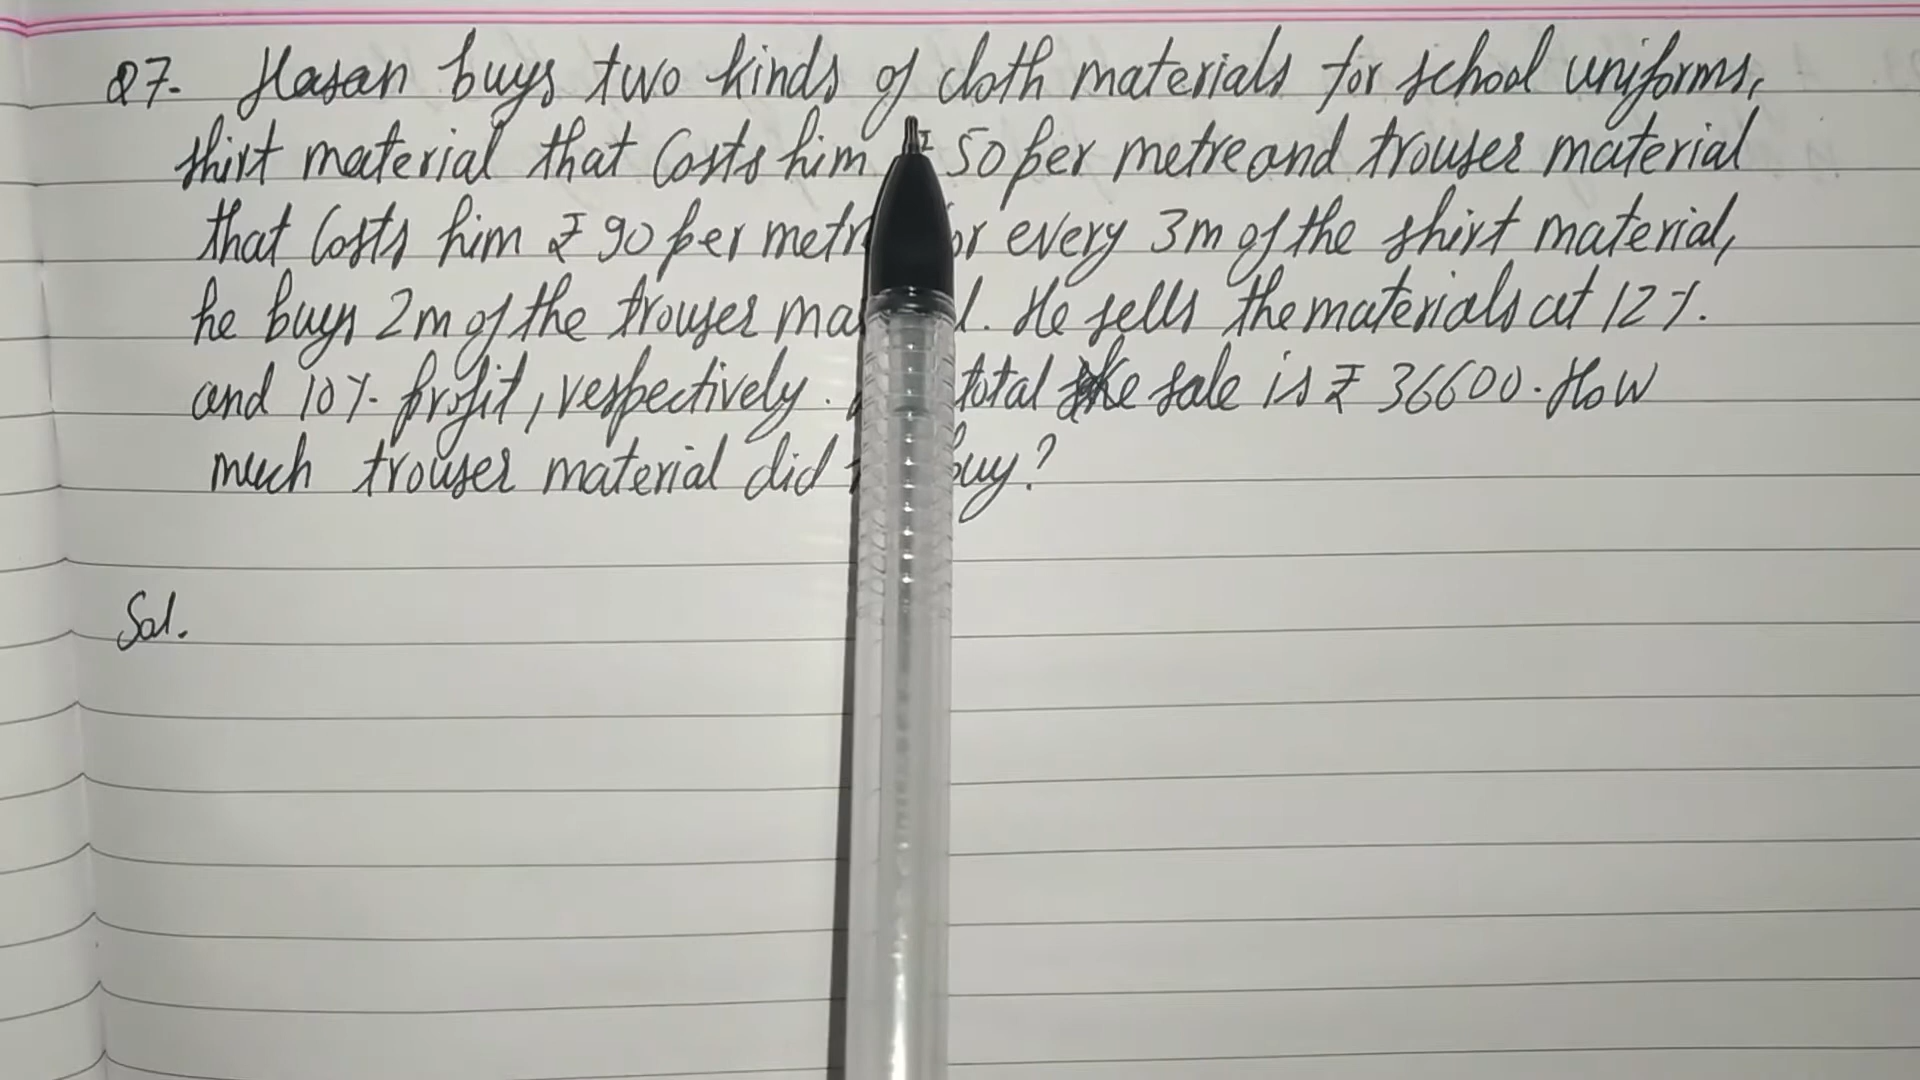 Q7. Hasan buys two kinds of cloth materials for school uniforms,
shirt material that Costs him ₹ 50 per metre and trouser material
that Costs him ₹ 90 per metr or every 3m of the shirt material,
he buys 2m of the trouser ma l. He sells the materials at 12%.
and 10%. profit, respectively. total sale is ₹ 36600. How
much trouser material did buy?
Sol.